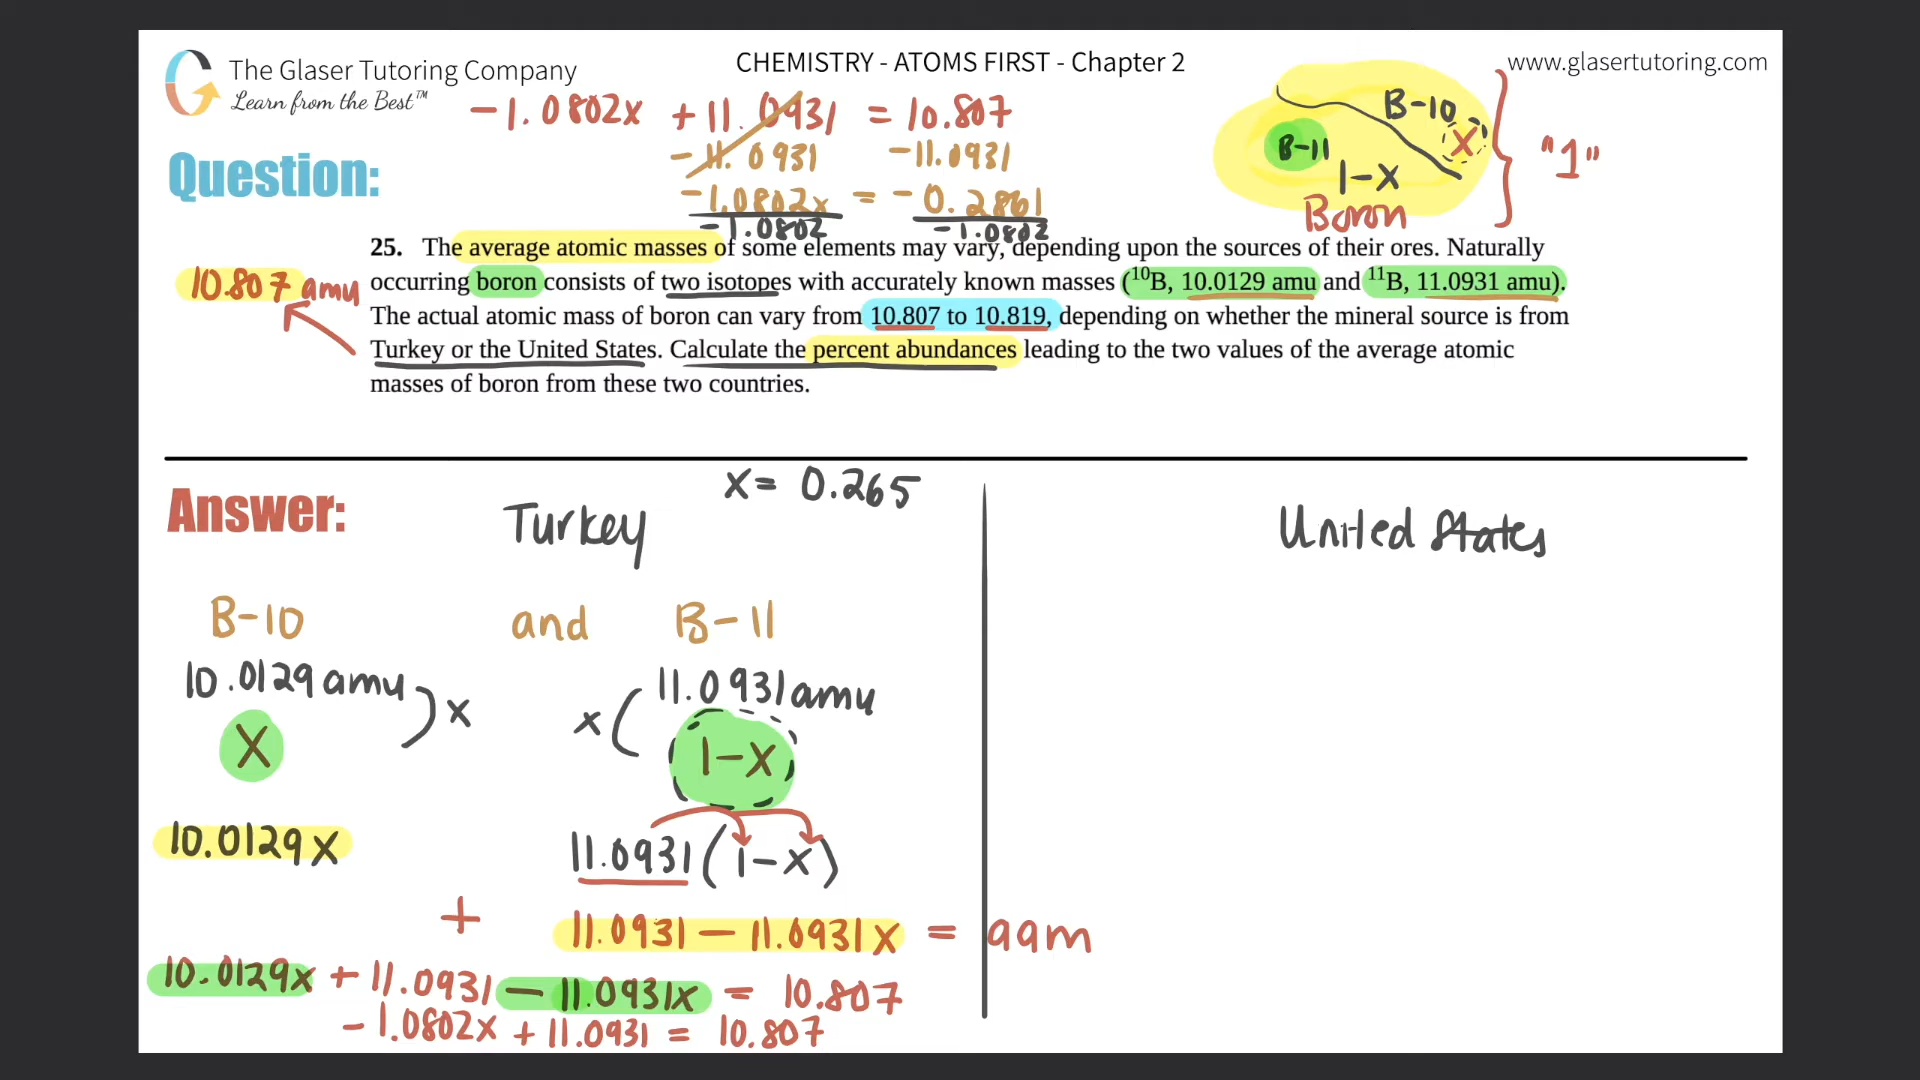 The Glaser Tutoring Company
Learn from the Best™
CHEMISTRY - ATOMS FIRST - Chapter 2
www.glasertutoring.com
-1.0802x + 11.0931 = 10.807
- 11.0931 -11.0931
-1.0802x = -0.2861
-1.0802 -1.0802
B-10
X
B-11
1-X
Boron
"1"
Question:
25. The average atomic masses of some elements may vary, depending upon the sources of their ores. Naturally
occurring boron consists of two isotopes with accurately known masses (¹⁰B, 10.0129 amu and ¹¹B, 11.0931 amu).
The actual atomic mass of boron can vary from 10.807 to 10.819, depending on whether the mineral source is from
Turkey or the United States. Calculate the percent abundances leading to the two values of the average atomic
masses of boron from these two countries.
10.807 amu
Answer:
x = 0.265
Turkey
United States
B-10 and B-11
10.0129 amu ) x x ( 11.0931 amu
X 1-X
10.0129x 11.0931 (1-x)
+ 11.0931 - 11.0931x = aam
10.0129x + 11.0931 - 11.0931x = 10.807
-1.0802x + 11.0931 = 10.807